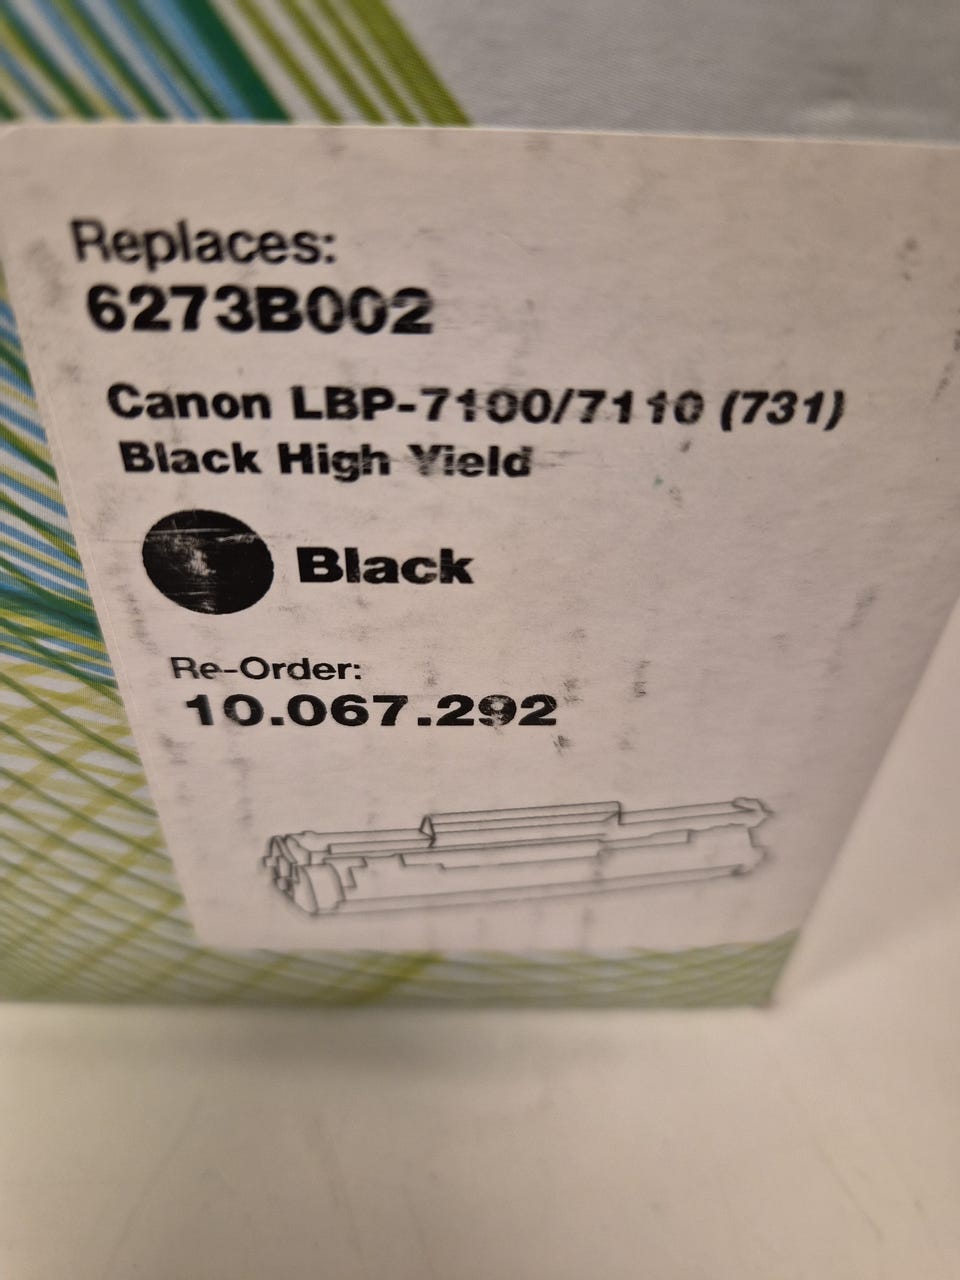 Replaces:
6273B002
Canon LBP-7100/7110 (731)
Black High Yield
Black
Re-Order:
10.067.292